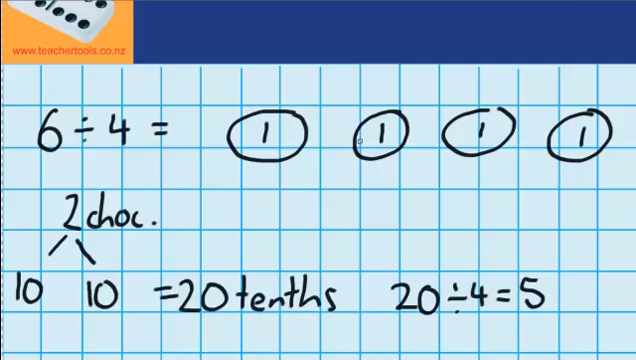 www.teachertools.co.nz
6 ÷ 4 = 1 1 1 1
2 choc.
10 10 = 20 tenths 20 ÷ 4 = 5